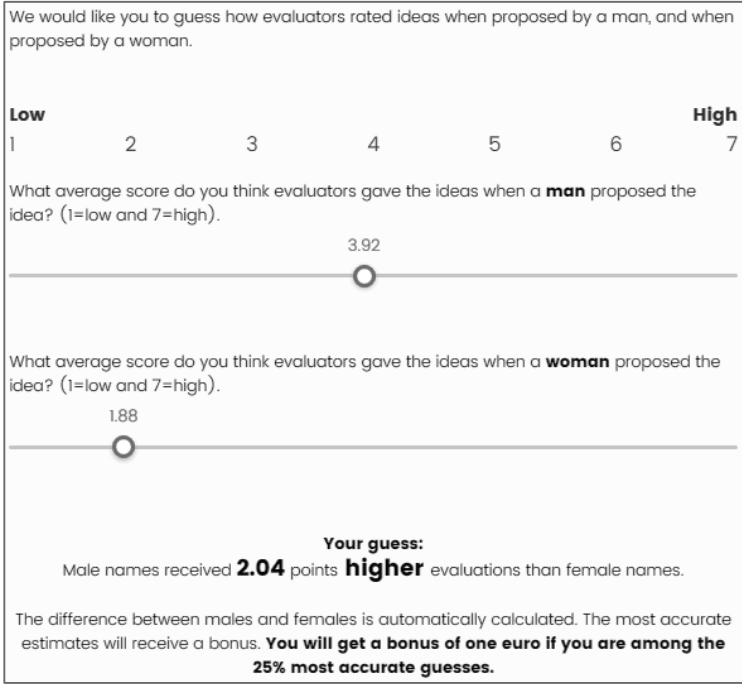 We would like you to guess how evaluators rated ideas when proposed by a man, and when
proposed by a woman.
Low High
1 2 3 4 5 6 7
What average score do you think evaluators gave the ideas when a man proposed the
idea? (1=low and 7=high).
3.92
What average score do you think evaluators gave the ideas when a woman proposed the
idea? (1=low and 7=high).
1.88
Your guess:
Male names received 2.04 points higher evaluations than female names.
The difference between males and females is automatically calculated. The most accurate
estimates will receive a bonus. You will get a bonus of one euro if you are among the
25% most accurate guesses.